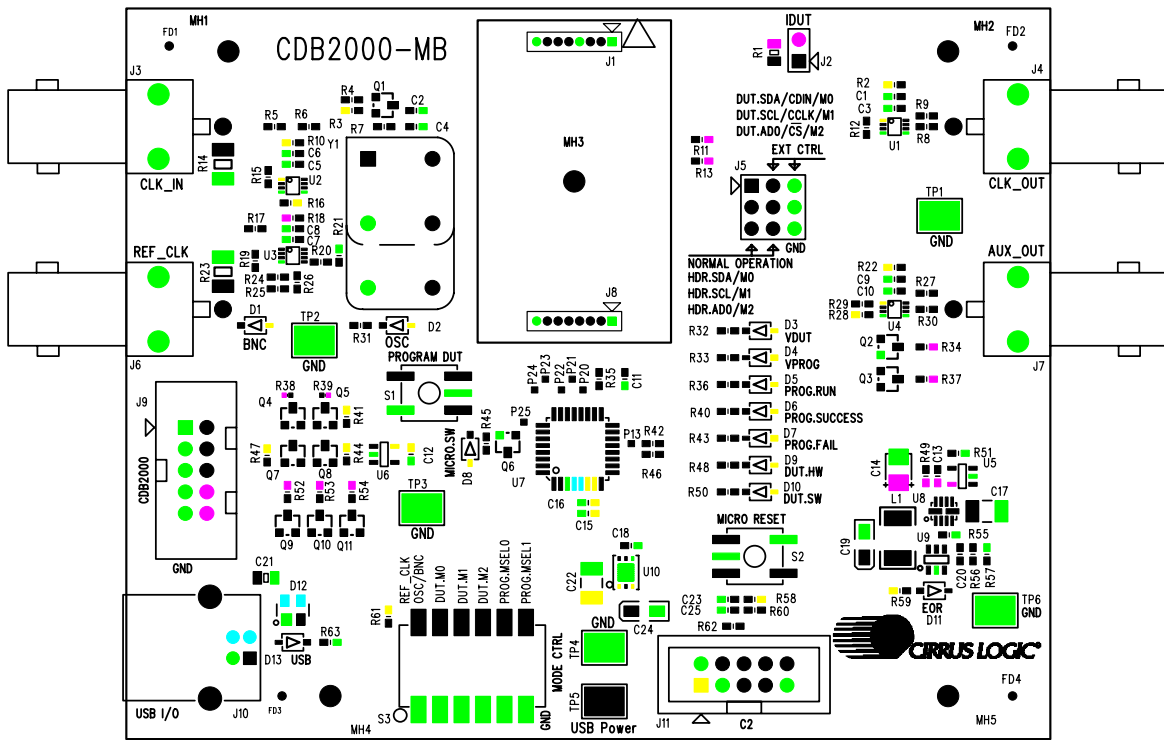 MH1
FD1
CDB2000-MB
J1
IDUT
R1
J2
MH2
FD2
J3
R4
Q1
C2
R3
R7
C4
R5
R6
DUT.SDA/CDIN/M0
DUT.SCL/CCLK/M1
DUT.AD0/CS/M2
R2
C1
C3
R9
R8
R12
U1
J4
R14
R10
Y1
C6
C5
R15
U2
R16
MH3
R11
R13
J5
EXT CTRL
CLK_IN
CLK_OUT
TP1
GND
R17
R18
C8
C7
R21
U3
R20
R19
GND
REF_CLK
R23
R24
R25
R26
NORMAL OPERATION
HDR.SDA/M0
HDR.SCL/M1
HDR.AD0/M2
R22
C9
C10
R27
R29
R28
R30
U4
AUX_OUT
J8
D1
BNC
TP2
GND
R31
OSC
D2
R32
D3
VDUT
Q2
R34
J6
J7
PROGRAM DUT
S1
P23
P24
P21
P22
P20
R35
C11
R33
D4
VPROG
R36
D5
PROG.RUN
Q3
R37
J9
CDB2000
GND
R38
R39
Q4
Q5
R41
R47
Q7
Q8
R44
U6
C12
MICRO.SW
D8
R45
Q6
P25
U7
P13
R42
R46
R40
D6
PROG.SUCCESS
R43
D7
PROG.FAIL
R48
D9
DUT.HW
R50
D10
DUT.SW
R52
R53
R54
Q9
Q10
Q11
TP3
GND
C16
C15
C14
R49
C13
R51
U5
L1
U8
C17
C19
U9
R55
C20
R56
R57
MICRO RESET
S2
C18
U10
C22
C21
D12
R59
EOR
D11
TP6
GND
R61
REF_CLK
OSC/BNC
DUT.M0
DUT.M1
DUT.M2
PROG.MSEL0
PROG.MSEL1
MODE CTRL
GND
S3
GND
C24
C23
C25
R58
R60
R62
D13
USB
R63
TP4
TP5
USB Power
CIRRUS LOGIC®
USB I/O
J10
FD3
MH4
J11
C2
MH5
FD4